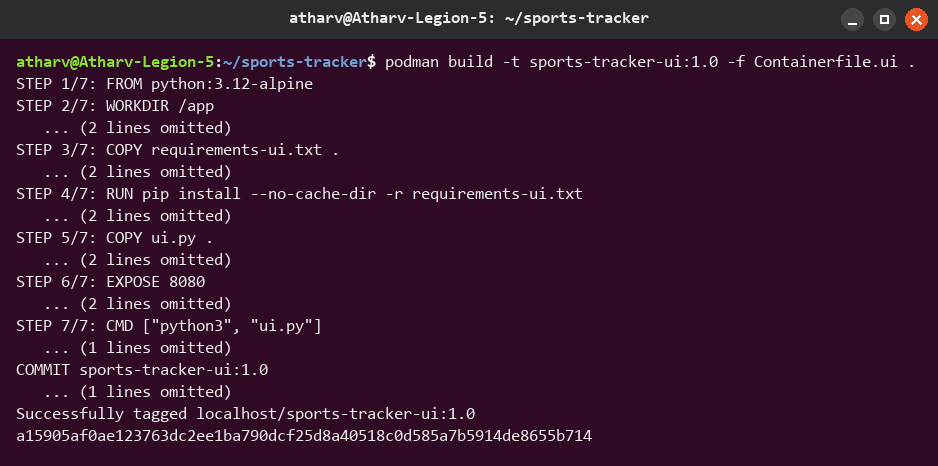 atharv@Atharv-Legion-5: ~/sports-tracker
atharv@Atharv-Legion-5:~/sports-tracker$ podman build -t sports-tracker-ui:1.0 -f Containerfile.ui .
STEP 1/7: FROM python:3.12-alpine
STEP 2/7: WORKDIR /app
   ... (2 lines omitted)
STEP 3/7: COPY requirements-ui.txt .
   ... (2 lines omitted)
STEP 4/7: RUN pip install --no-cache-dir -r requirements-ui.txt
   ... (2 lines omitted)
STEP 5/7: COPY ui.py .
   ... (2 lines omitted)
STEP 6/7: EXPOSE 8080
   ... (2 lines omitted)
STEP 7/7: CMD ["python3", "ui.py"]
   ... (1 lines omitted)
COMMIT sports-tracker-ui:1.0
   ... (1 lines omitted)
Successfully tagged localhost/sports-tracker-ui:1.0
a15905af0ae123763dc2ee1ba790dcf25d8a40518c0d585a7b5914de8655b714